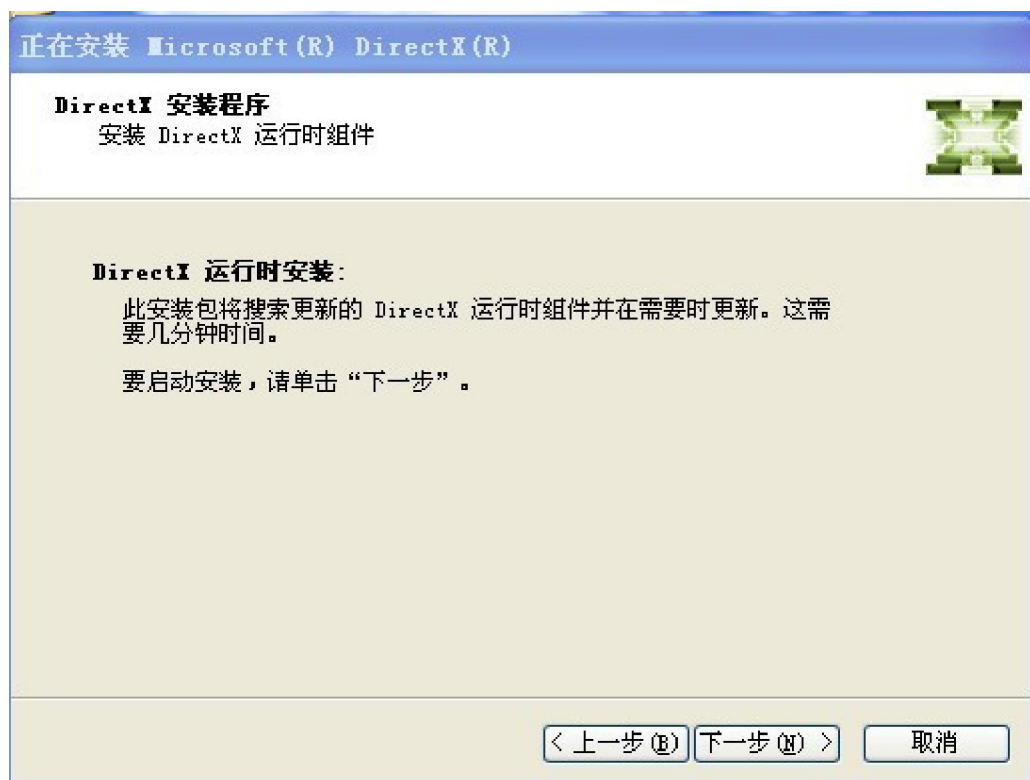 正在安装 Microsoft(R) DirectX(R)
DirectX 安装程序
安装 DirectX 运行时组件
DirectX 运行时安装:
此安装包将搜索更新的 DirectX 运行时组件并在需要时更新。这需
要几分钟时间。
要启动安装，请单击“下一步”。
< 上一步(B) 下一步(N) > 取消